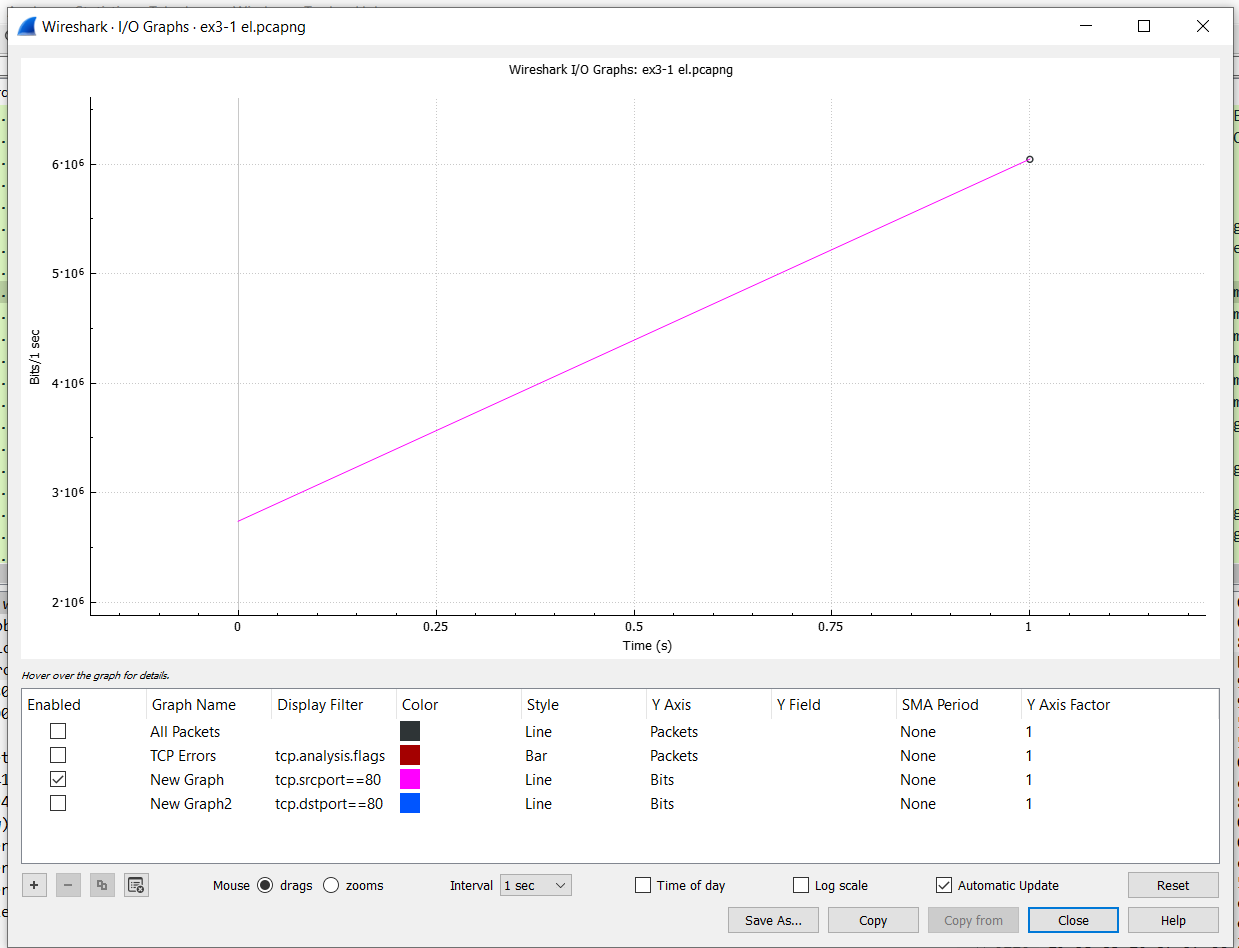 Wireshark · I/O Graphs · ex3-1 el.pcapng
Wireshark I/O Graphs: ex3-1 el.pcapng
6·10⁶
5·10⁶
4·10⁶
3·10⁶
2·10⁶
Bits/1 sec
0 0.25 0.5 0.75 1
Time (s)
Hover over the graph for details.
Enabled Graph Name Display Filter Color Style Y Axis Y Field SMA Period Y Axis Factor
All Packets Line Packets None 1
TCP Errors tcp.analysis.flags Bar Packets None 1
New Graph tcp.srcport==80 Line Bits None 1
New Graph2 tcp.dstport==80 Line Bits None 1
Mouse drags zooms Interval 1 sec Time of day Log scale Automatic Update Reset
Save As... Copy Copy from Close Help